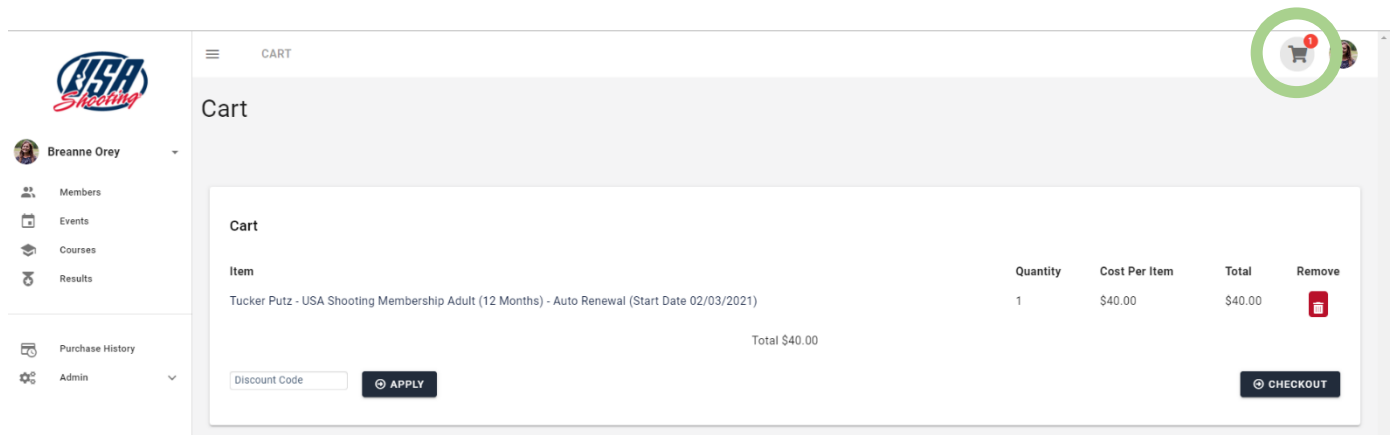 USA
Shooting
CART
1
Cart
Breanne Orey
Members
Events
Courses
Results
Purchase History
Admin
Cart
Item Quantity Cost Per Item Total Remove
Tucker Putz - USA Shooting Membership Adult (12 Months) - Auto Renewal (Start Date 02/03/2021) 1 $40.00 $40.00
Total $40.00
Discount Code APPLY CHECKOUT